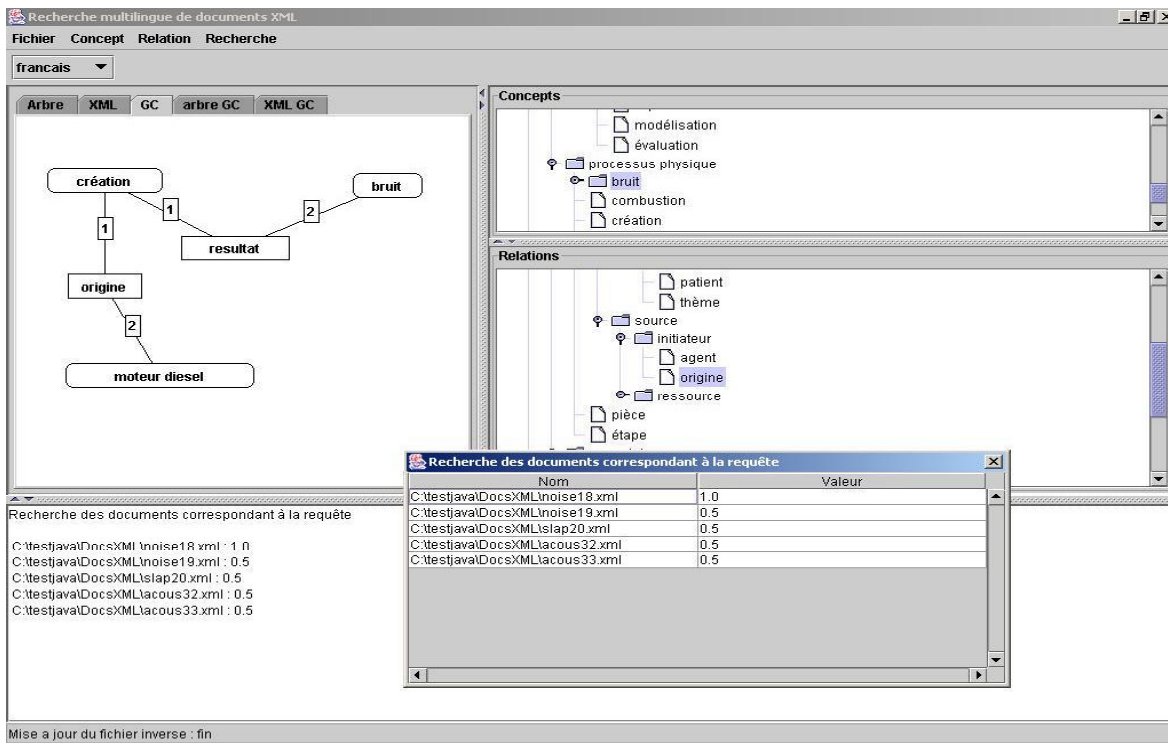 Recherche multilingue de documents XML
Fichier Concept Relation Recherche
francais
Arbre XML GC arbre GC XML GC
création
bruit
1
2
1
resultat
origine
2
moteur diesel
Concepts
modélisation
évaluation
processus physique
bruit
combustion
création
Relations
patient
thème
source
initiateur
agent
origine
ressource
pièce
étape
Recherche des documents correspondant à la requête
Nom Valeur
C:\testjava\DocsXML\noise18.xml 1.0
C:\testjava\DocsXML\noise19.xml 0.5
C:\testjava\DocsXML\slap20.xml 0.5
C:\testjava\DocsXML\acous32.xml 0.5
C:\testjava\DocsXML\acous33.xml 0.5
Recherche des documents correspondant à la requête
C:\testjava\DocsXML\noise18.xml : 1.0
C:\testjava\DocsXML\noise19.xml : 0.5
C:\testjava\DocsXML\slap20.xml : 0.5
C:\testjava\DocsXML\acous32.xml : 0.5
C:\testjava\DocsXML\acous33.xml : 0.5
Mise a jour du fichier inverse : fin